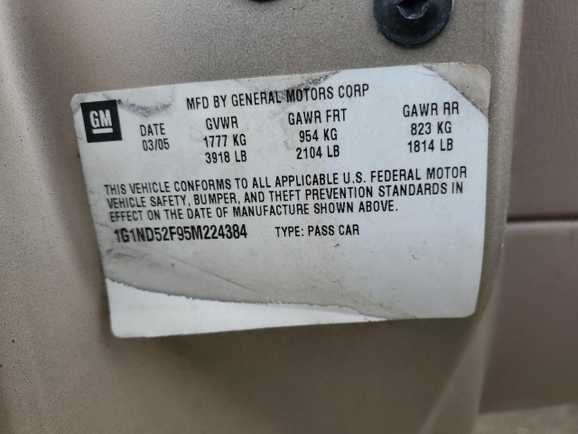 MFD BY GENERAL MOTORS CORP
GM DATE GVWR GAWR FRT GAWR RR
03/05 1777 KG 954 KG 823 KG
3918 LB 2104 LB 1814 LB
THIS VEHICLE CONFORMS TO ALL APPLICABLE U.S. FEDERAL MOTOR
VEHICLE SAFETY, BUMPER, AND THEFT PREVENTION STANDARDS IN
EFFECT ON THE DATE OF MANUFACTURE SHOWN ABOVE.
1G1ND52F95M224384 TYPE: PASS CAR